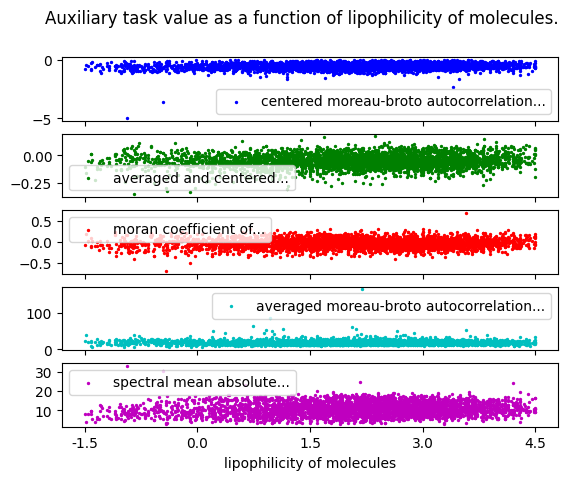 Auxiliary task value as a function of lipophilicity of molecules.
0
−5
centered moreau-broto autocorrelation...
0.00
−0.25
averaged and centered...
0.5
0.0
−0.5
moran coefficient of...
100
0
averaged moreau-broto autocorrelation...
30
20
10
spectral mean absolute...
-1.5 0.0 1.5 3.0 4.5
lipophilicity of molecules